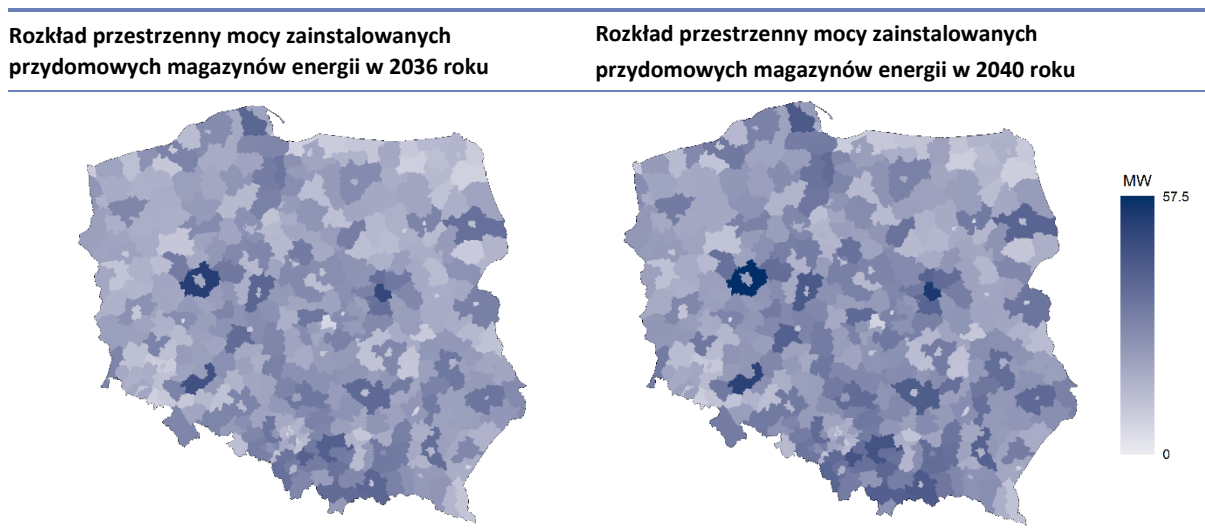 Rozkład przestrzenny mocy zainstalowanych
przydomowych magazynów energii w 2036 roku
Rozkład przestrzenny mocy zainstalowanych
przydomowych magazynów energii w 2040 roku
MW
57.5
0